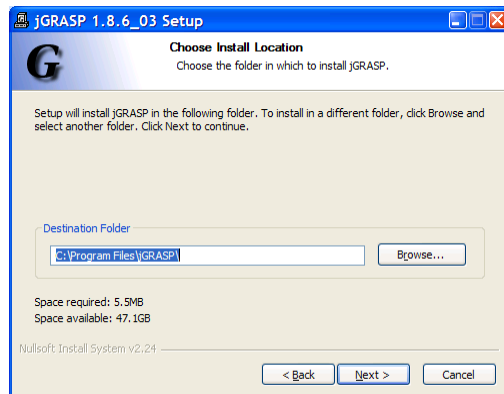 jGRASP 1.8.6_03 Setup
G
Choose Install Location
Choose the folder in which to install jGRASP.
Setup will install jGRASP in the following folder. To install in a different folder, click Browse and
select another folder. Click Next to continue.
Destination Folder
C:\Program Files\jGRASP\
Browse...
Space required: 5.5MB
Space available: 47.1GB
Nullsoft Install System v2.24
< Back
Next >
Cancel